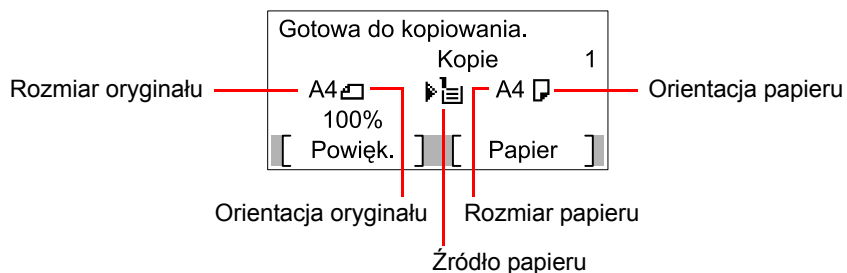 Gotowa do kopiowania.
Kopie 1
Rozmiar oryginału A4 A4 Orientacja papieru
100%
[ Powięk. ] [ Papier ]
Orientacja oryginału Rozmiar papieru
Źródło papieru